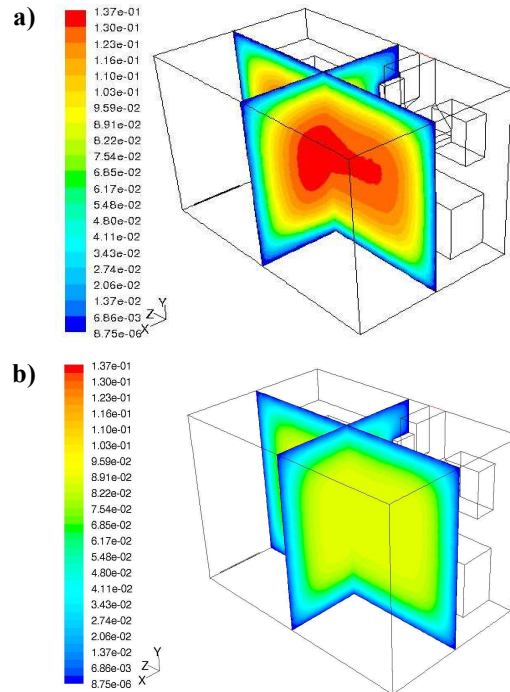 a)
1.37e-01
1.30e-01
1.23e-01
1.16e-01
1.10e-01
1.03e-01
9.59e-02
8.91e-02
8.22e-02
7.54e-02
6.85e-02
6.17e-02
5.48e-02
4.80e-02
4.11e-02
3.43e-02
2.74e-02
2.06e-02
1.37e-02
6.86e-03
8.75e-06
Y
Z
X
b)
1.37e-01
1.30e-01
1.23e-01
1.16e-01
1.10e-01
1.03e-01
9.59e-02
8.91e-02
8.22e-02
7.54e-02
6.85e-02
6.17e-02
5.48e-02
4.80e-02
4.11e-02
3.43e-02
2.74e-02
2.06e-02
1.37e-02
6.86e-03
8.75e-06
Y
Z
X